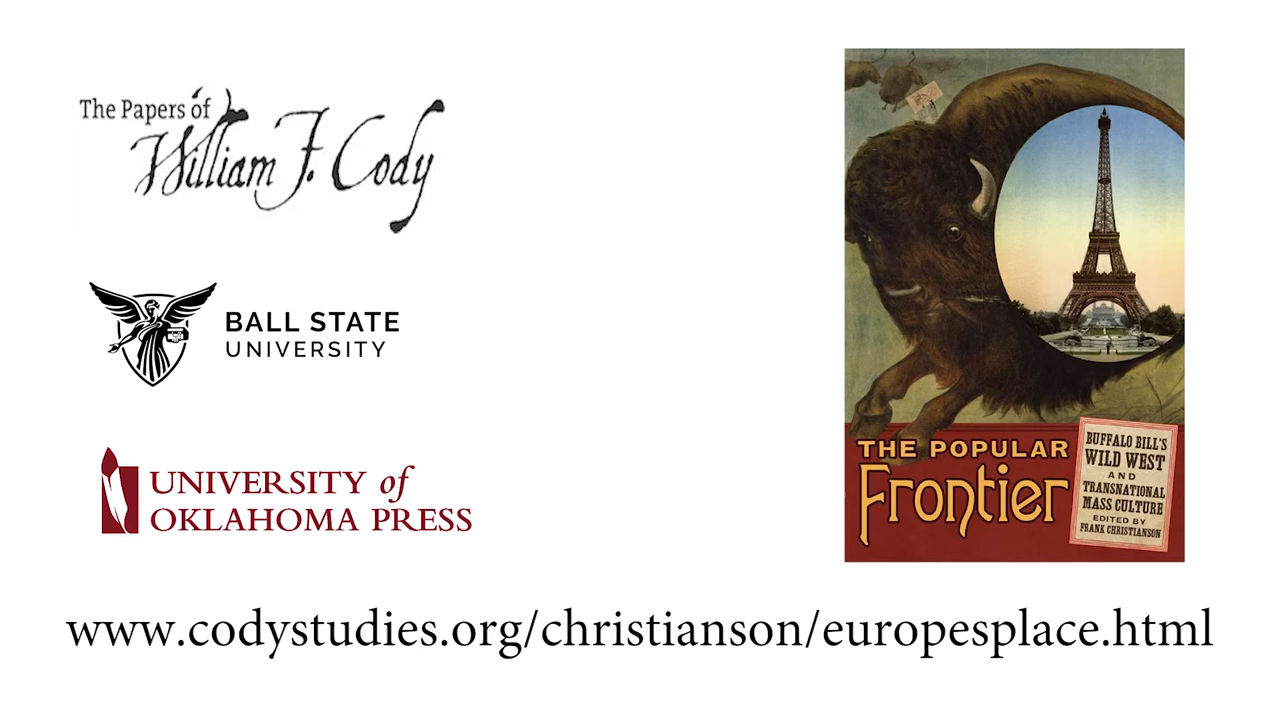 The Papers of
William F. Cody
BALL STATE
UNIVERSITY
UNIVERSITY of
OKLAHOMA PRESS
THE POPULAR
Frontier
BUFFALO BILL'S
WILD WEST
AND
TRANSNATIONAL
MASS CULTURE
EDITED BY
FRANK CHRISTIANSON
www.codystudies.org/christianson/europesplace.html